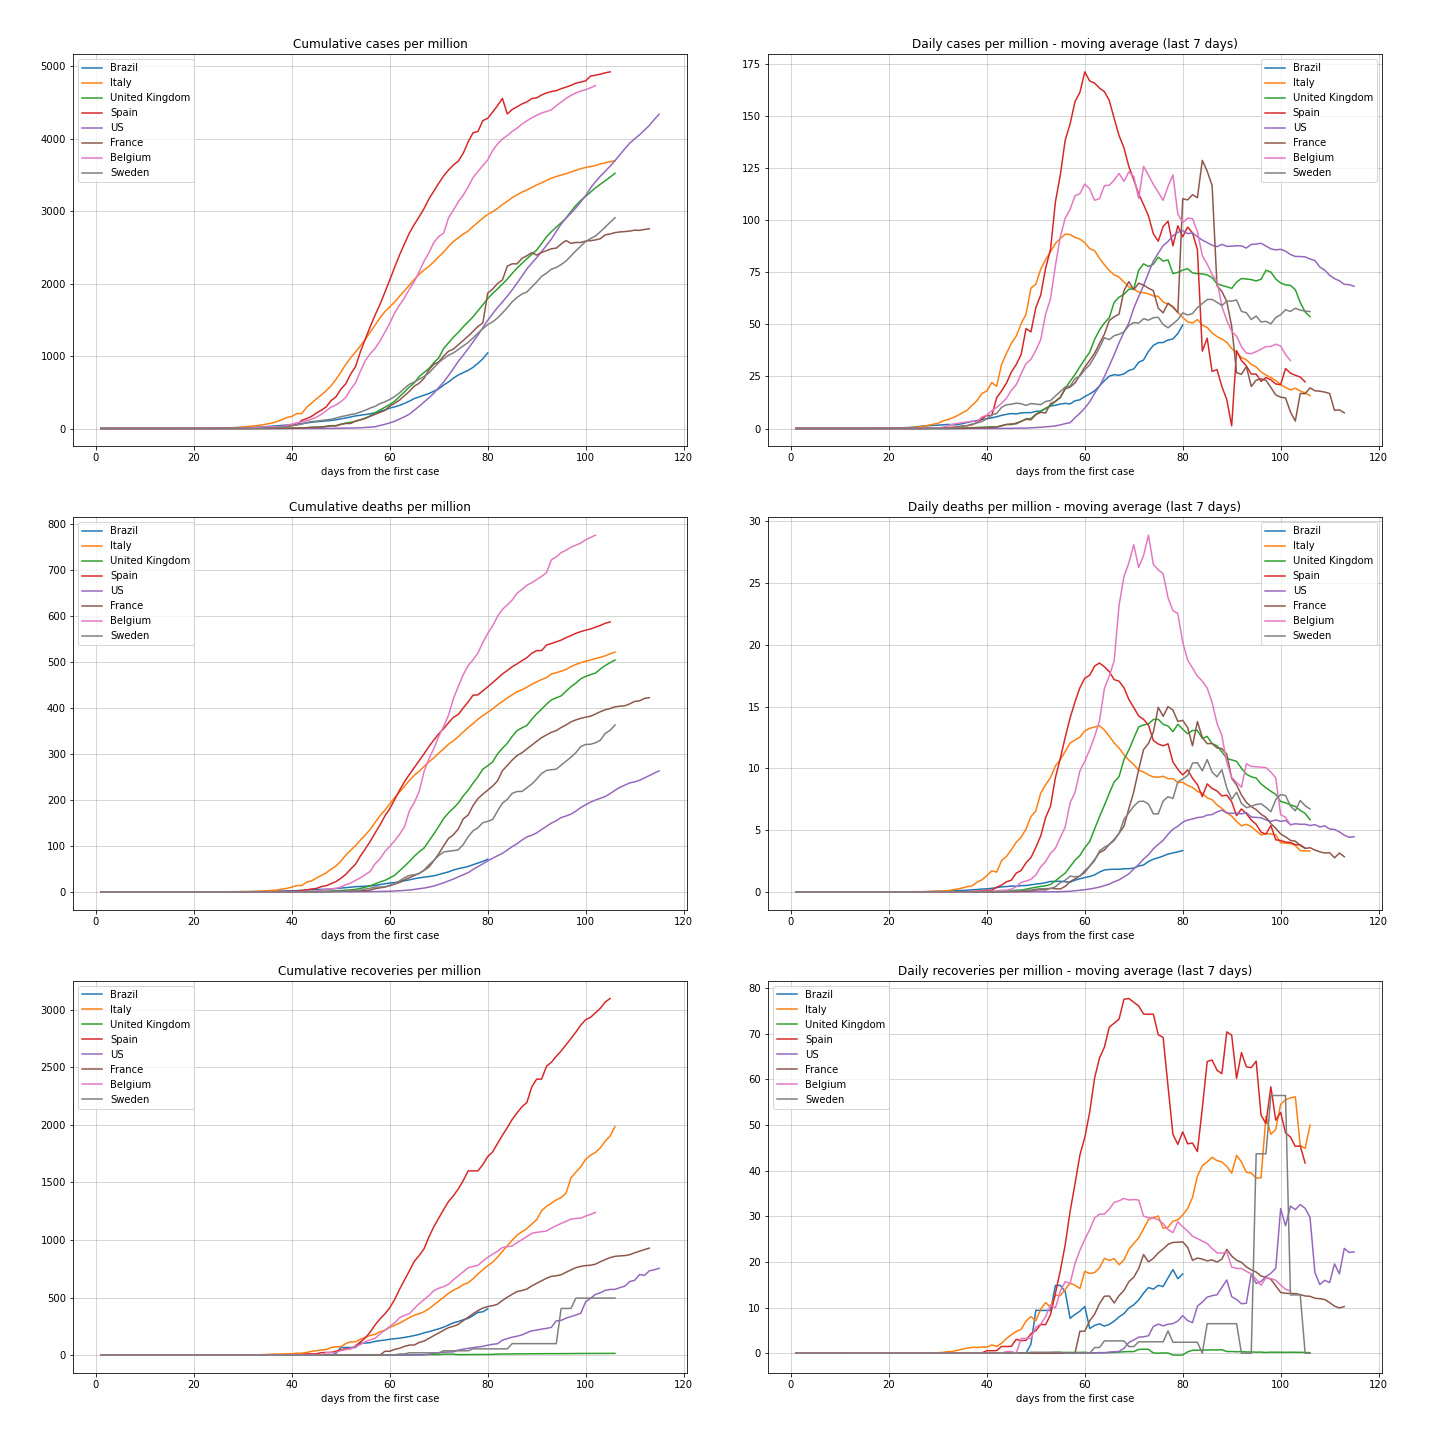 Cumulative cases per million
5000
4000
3000
2000
1000
0
Brazil
Italy
United Kingdom
Spain
US
France
Belgium
Sweden
0 20 40 60 80 100 120
days from the first case
Daily cases per million - moving average (last 7 days)
175
150
125
100
75
50
25
0
Brazil
Italy
United Kingdom
Spain
US
France
Belgium
Sweden
0 20 40 60 80 100 120
days from the first case
Cumulative deaths per million
800
700
600
500
400
300
200
100
0
Brazil
Italy
United Kingdom
Spain
US
France
Belgium
Sweden
0 20 40 60 80 100 120
days from the first case
Daily deaths per million - moving average (last 7 days)
30
25
20
15
10
5
0
Brazil
Italy
United Kingdom
Spain
US
France
Belgium
Sweden
0 20 40 60 80 100 120
days from the first case
Cumulative recoveries per million
3000
2500
2000
1500
1000
500
0
Brazil
Italy
United Kingdom
Spain
US
France
Belgium
Sweden
0 20 40 60 80 100 120
days from the first case
Daily recoveries per million - moving average (last 7 days)
80
70
60
50
40
30
20
10
0
Brazil
Italy
United Kingdom
Spain
US
France
Belgium
Sweden
0 20 40 60 80 100 120
days from the first case